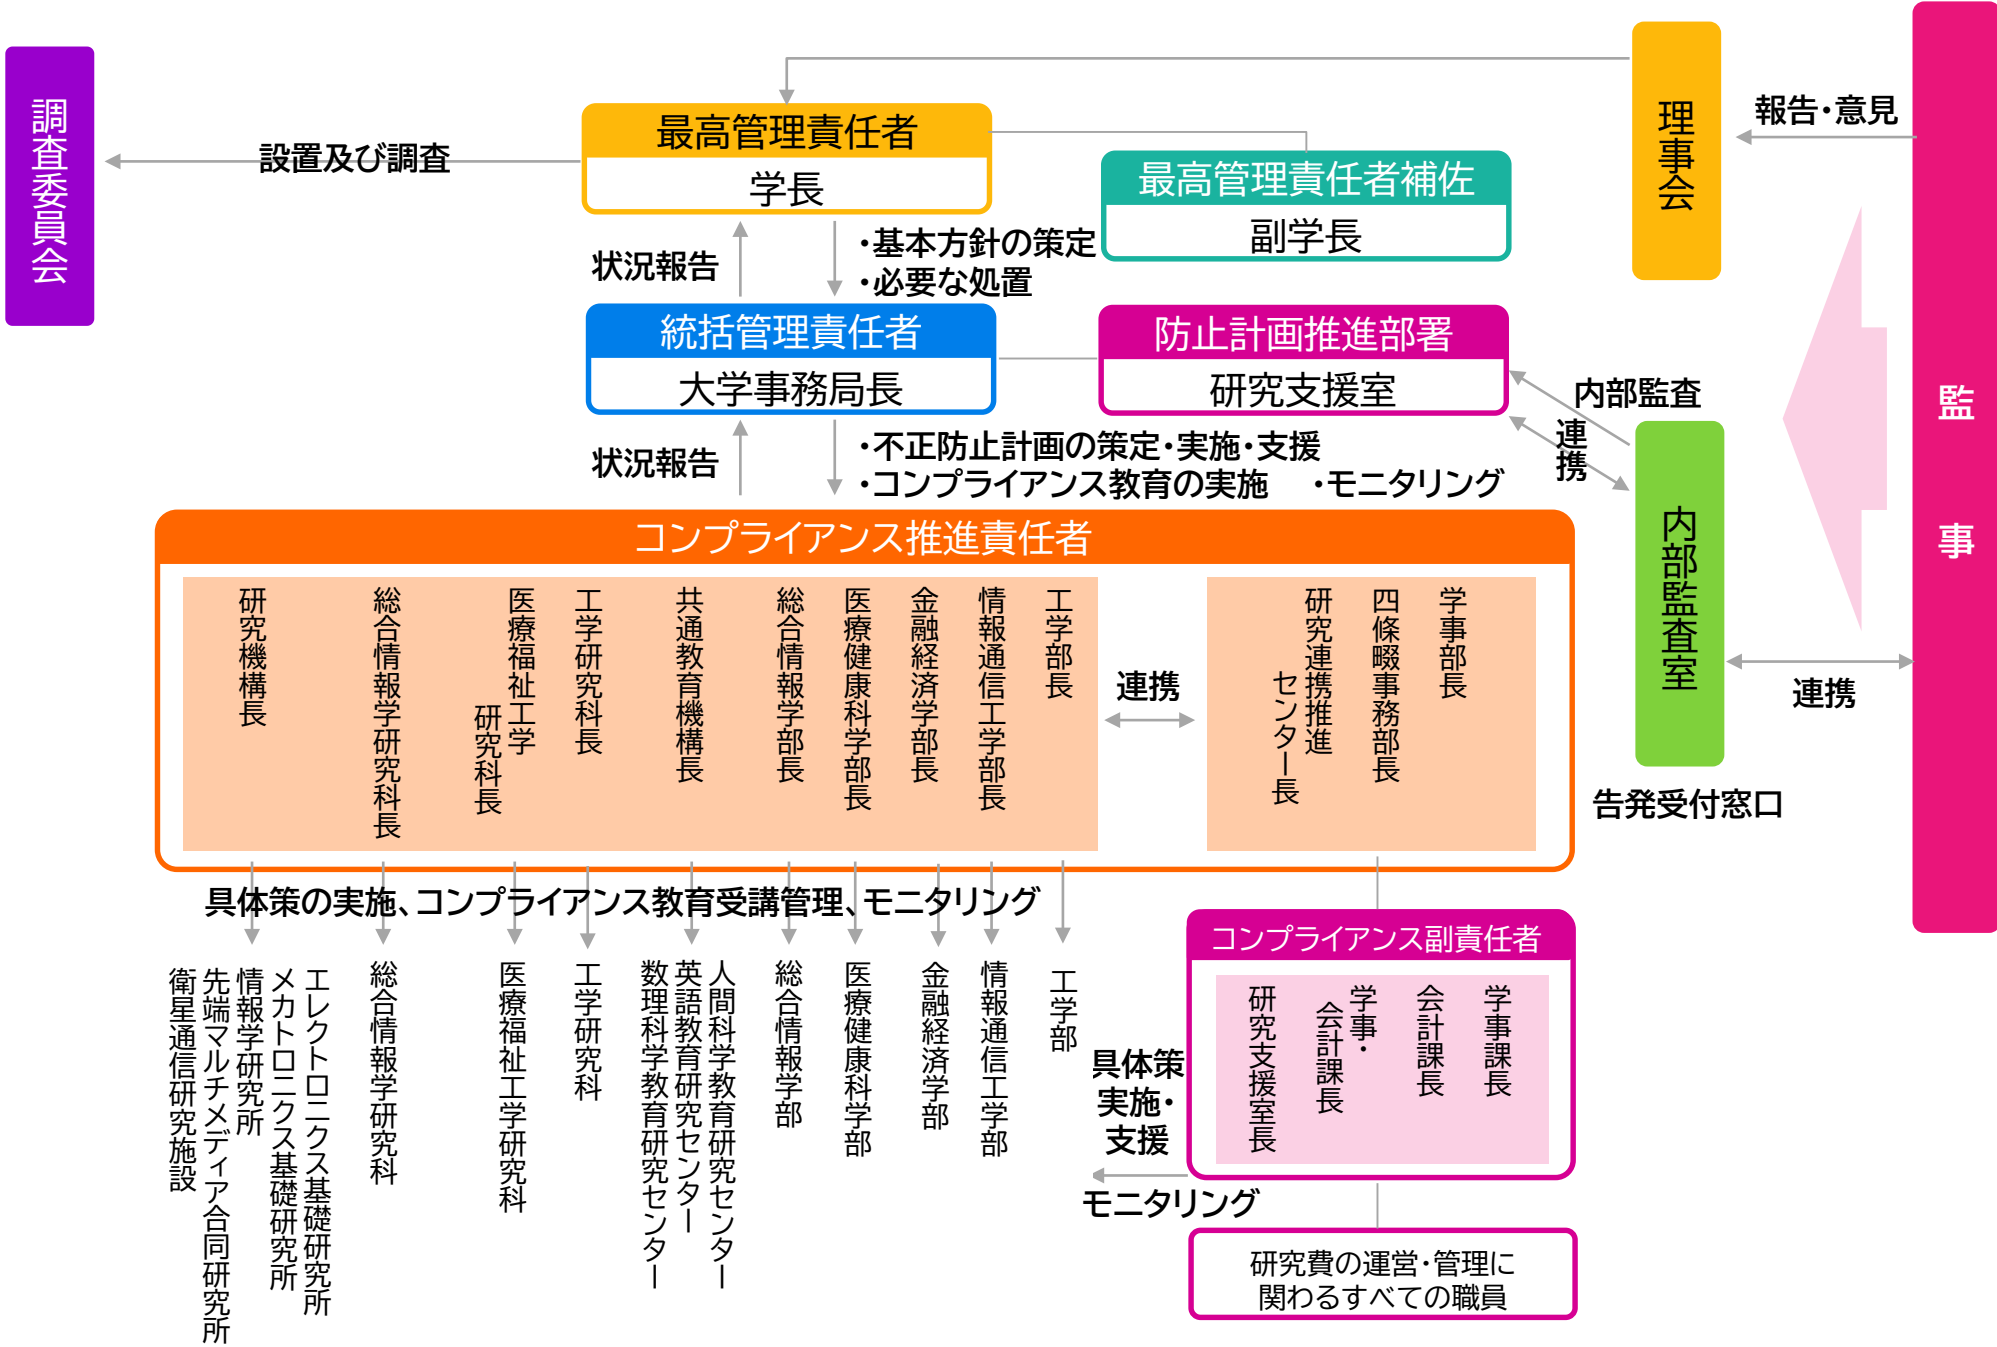 調査委員会
設置及び調査
最高管理責任者
学長
最高管理責任者補佐
副学長
理事会
報告・意見
監事
状況報告
・基本方針の策定
・必要な処置
統括管理責任者
大学事務局長
防止計画推進部署
研究支援室
内部監査
連携
内部監査室
連携
告発受付窓口
状況報告
・不正防止計画の策定・実施・支援
・コンプライアンス教育の実施　・モニタリング
コンプライアンス推進責任者
工学部長
情報通信工学部長
金融経済学部長
医療健康科学部長
総合情報学部長
共通教育機構長
工学研究科長
医療福祉工学
研究科長
総合情報学研究科長
研究機構長
連携
学事部長
四條畷事務部長
研究連携推進
センター長
具体策の実施、コンプライアンス教育受講管理、モニタリング
工学部
情報通信工学部
金融経済学部
医療健康科学部
総合情報学部
人間科学教育研究センター
英語教育研究センター
数理科学教育研究センター
工学研究科
医療福祉工学研究科
総合情報学研究科
エレクトロニクス基礎研究所
メカトロニクス基礎研究所
情報学研究所
先端マルチメディア合同研究所
衛星通信研究施設
コンプライアンス副責任者
学事課長
会計課長
学事・
会計課長
研究支援室長
具体策
実施・
支援
モニタリング
研究費の運営・管理に
関わるすべての職員